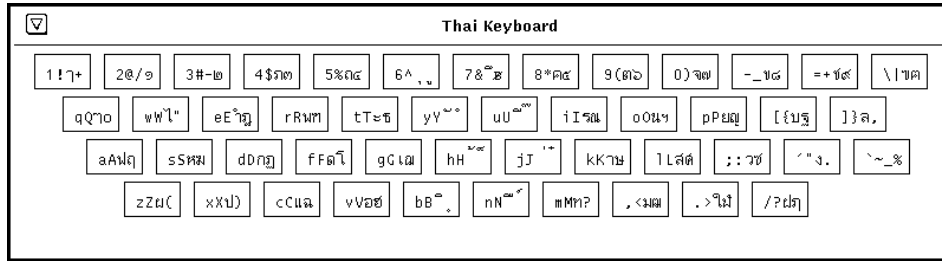 Thai Keyboard
1!ๅ+ 2@/๑ 3#-๒ 4$ภ๓ 5%ถ๔ 6^ุู 7&ึ฿ 8*ค๕ 9(ต๖ 0)จ๗ -_ข๘ =+ช๙ \|ฃฅ
qQๆ๐ wWไ" eEำฎ rRพฑ tTะธ yYัํ uUี๊ iIรณ oOนฯ pPยญ [{บฐ ]}ล,
aAฟฤ sSหฆ dDกฏ fFดโ gGเฌ hH้็ jJ่๋ kKาษ lLสศ ;:วซ ´"ง. `~_%
zZผ( xXป) cCแฉ vVอฮ bBิฺ nNื์ mMท? ,<มฒ .>ใฬ /?ฝฦ